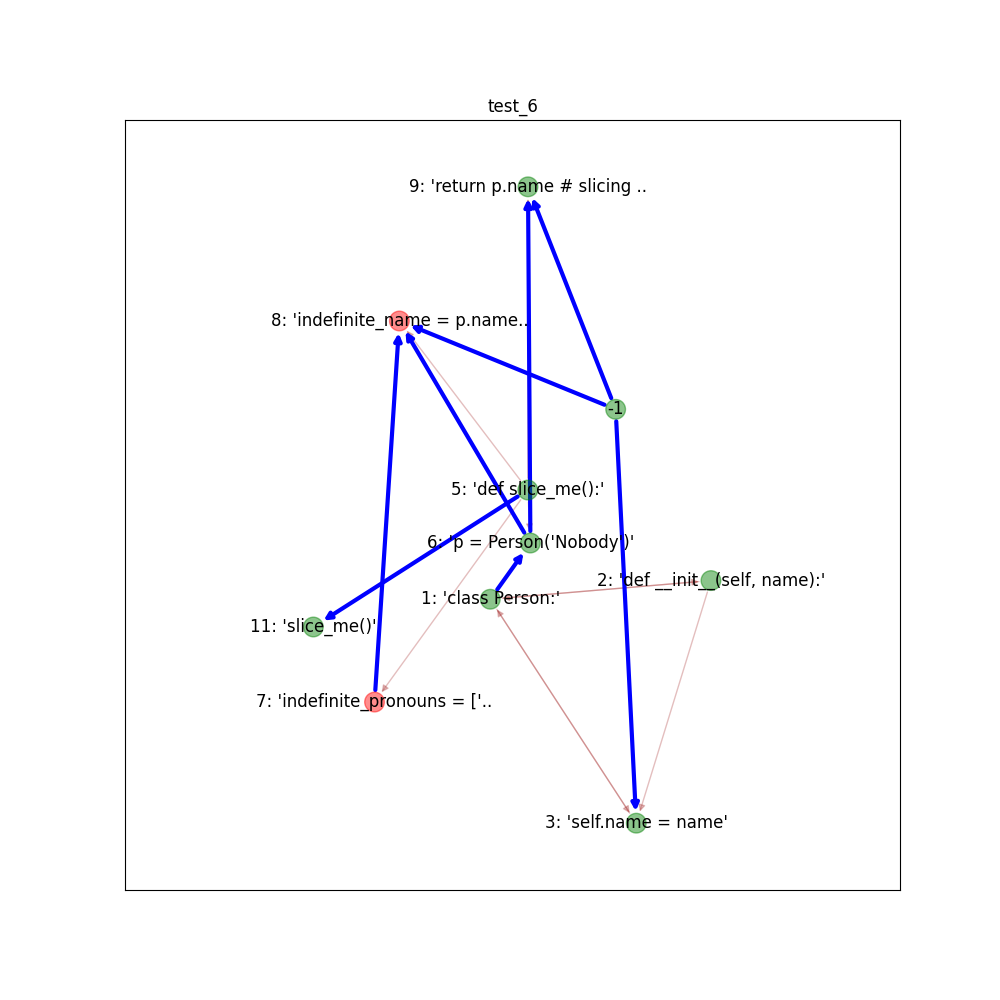 test_6
9: 'return p.name # slicing ..
8: 'indefinite_name = p.name..
-1
5: 'def slice_me():'
6: 'p = Person('Nobody')'
2: 'def __init__(self, name):'
1: 'class Person:'
11: 'slice_me()'
7: 'indefinite_pronouns = ['..
3: 'self.name = name'